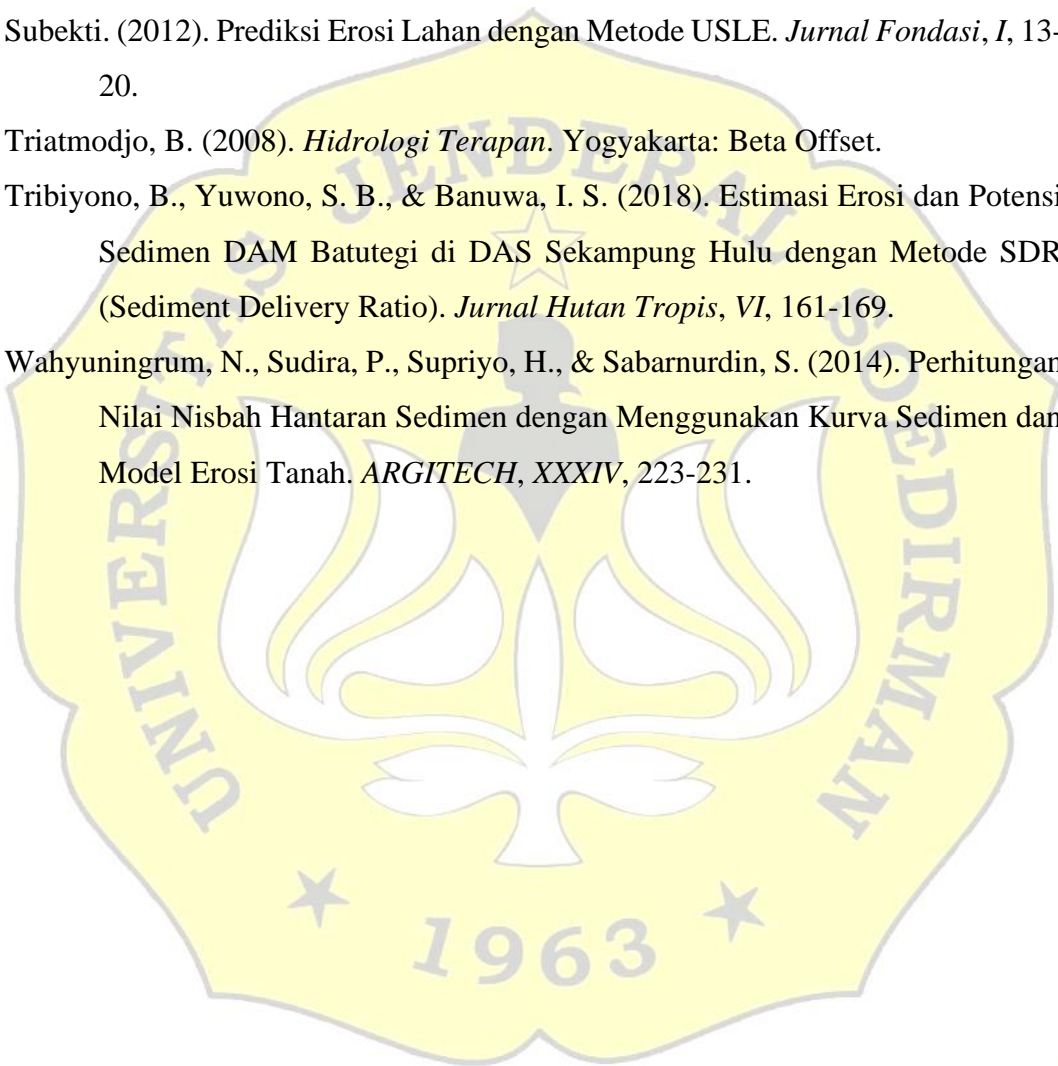 Subekti. (2012). Prediksi Erosi Lahan dengan Metode USLE. Jurnal Fondasi, I, 13-
20.
Triatmodjo, B. (2008). Hidrologi Terapan. Yogyakarta: Beta Offset.
Tribiyono, B., Yuwono, S. B., & Banuwa, I. S. (2018). Estimasi Erosi dan Potensi
Sedimen DAM Batutegi di DAS Sekampung Hulu dengan Metode SDR
(Sediment Delivery Ratio). Jurnal Hutan Tropis, VI, 161-169.
Wahyuningrum, N., Sudira, P., Supriyo, H., & Sabarnurdin, S. (2014). Perhitungan
Nilai Nisbah Hantaran Sedimen dengan Menggunakan Kurva Sedimen dan
Model Erosi Tanah. ARGITECH, XXXIV, 223-231.
UNIVERSITAS JENDERAL SOEDIRMAN
1963